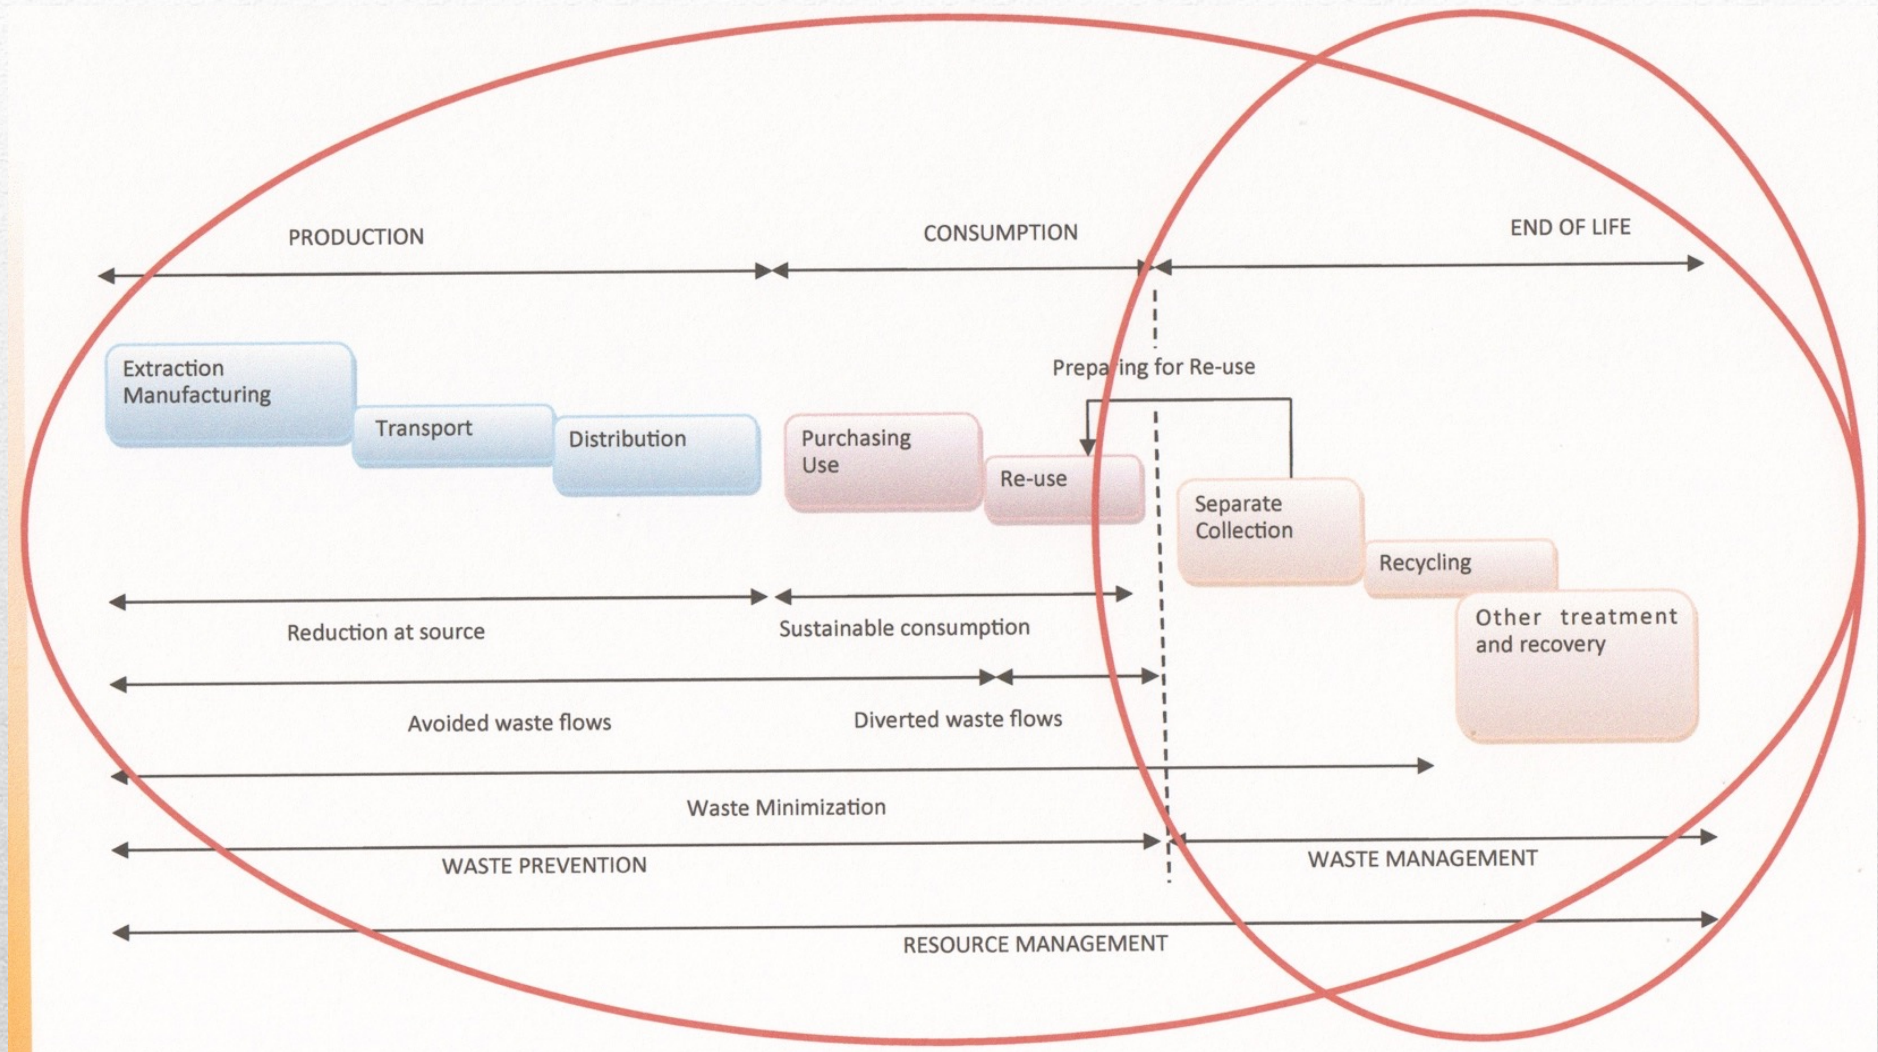 PRODUCTION
CONSUMPTION
END OF LIFE
Preparing for Re-use
Extraction
Manufacturing
Transport
Distribution
Purchasing
Use
Re-use
Separate
Collection
Recycling
Other treatment
and recovery
Reduction at source
Sustainable consumption
Avoided waste flows
Diverted waste flows
Waste Minimization
WASTE PREVENTION
WASTE MANAGEMENT
RESOURCE MANAGEMENT